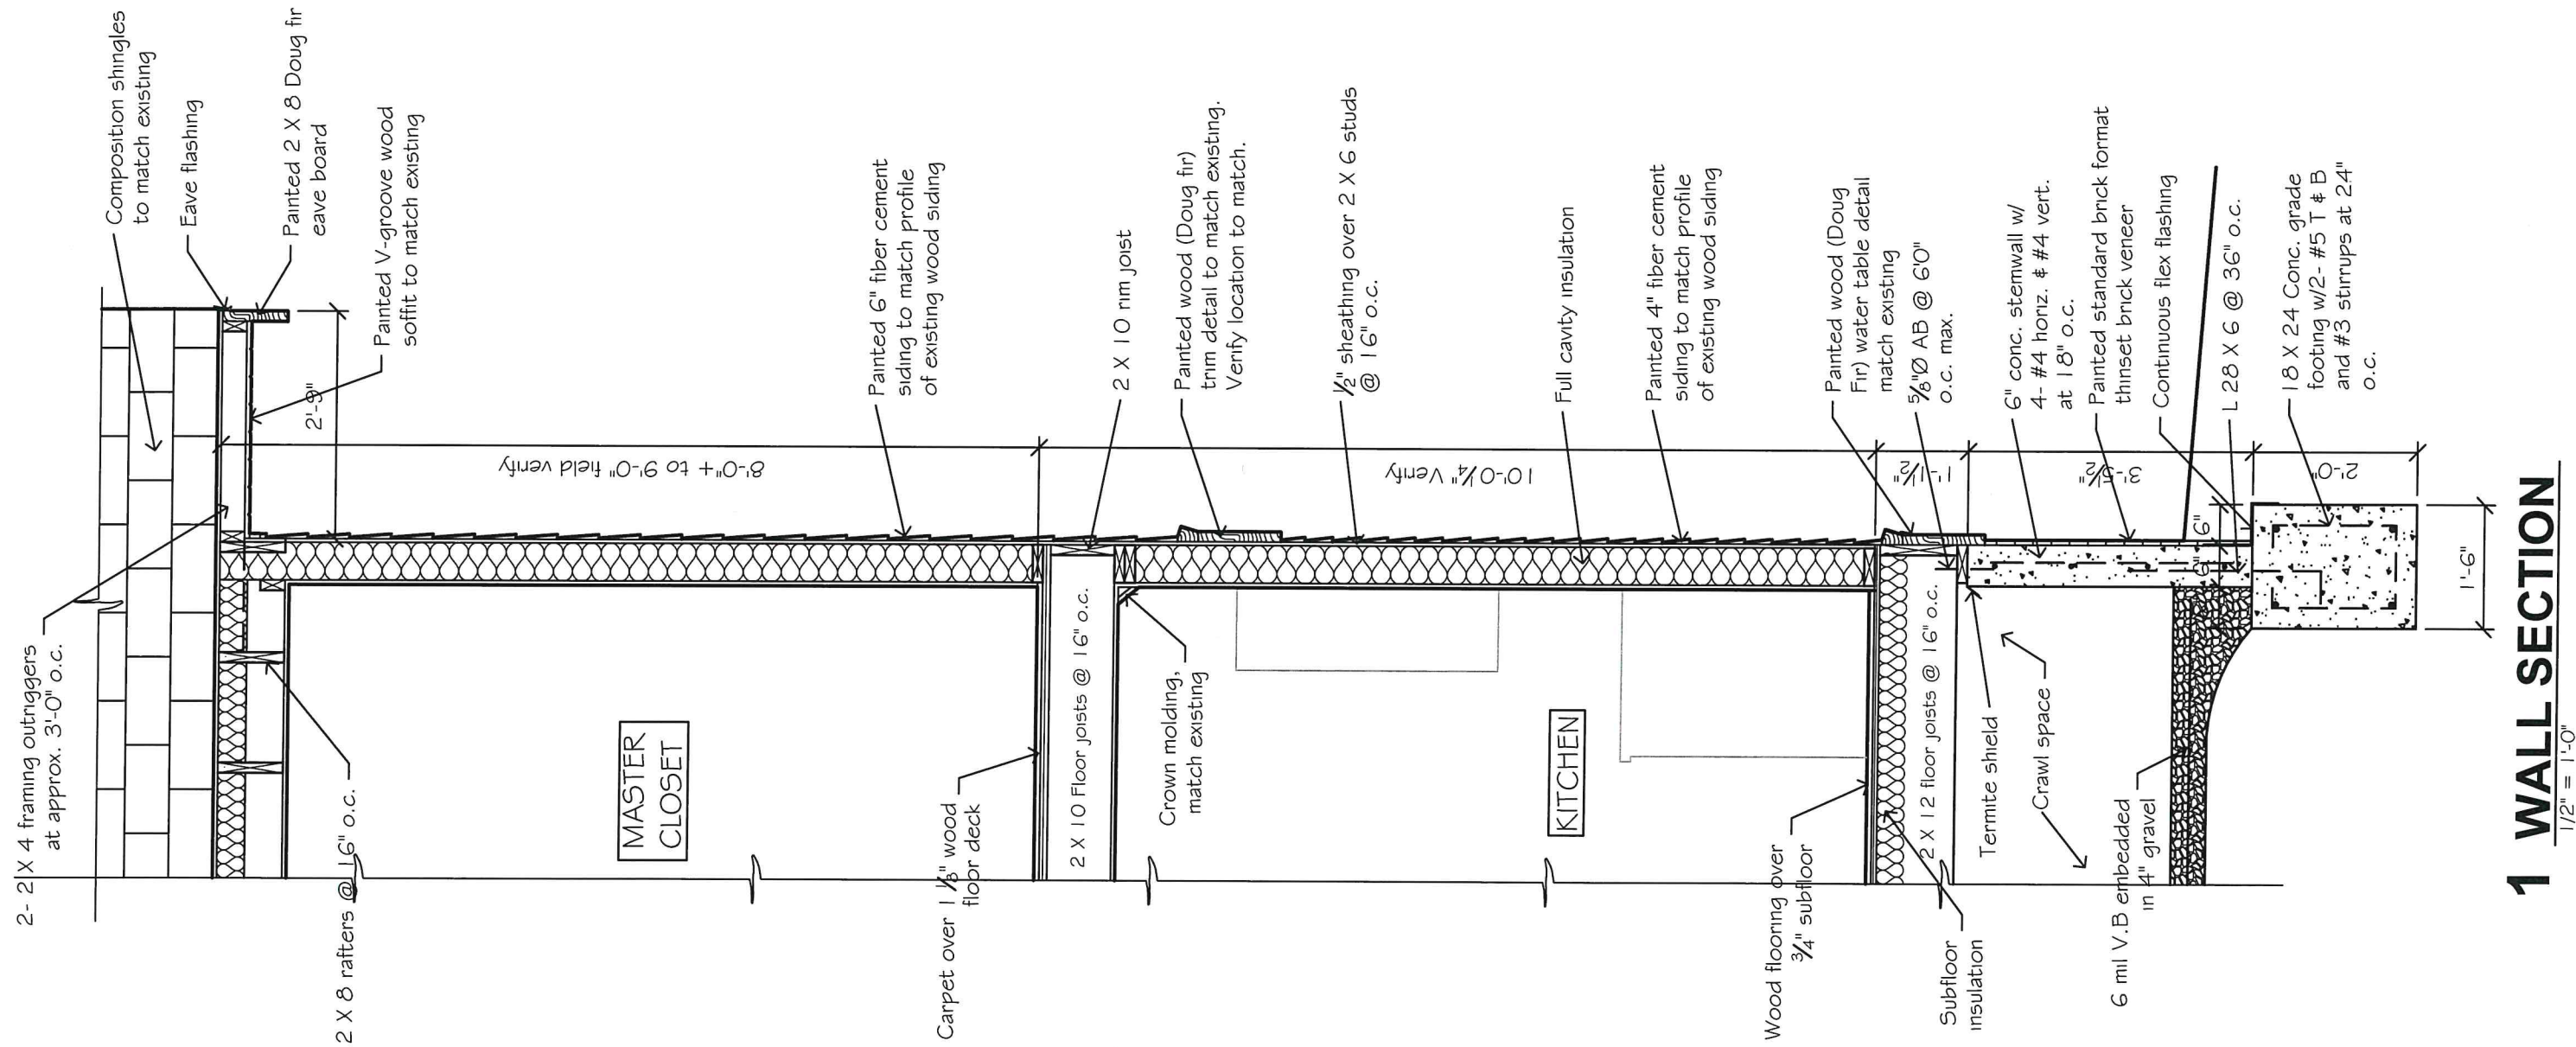 2- 2 X 4 framing outriggers
at approx. 3'-0" o.c.
2 X 8 rafters @ 16" o.c.
MASTER
CLOSET
Carpet over 1 1/8" wood
floor deck
2 X 10 Floor joists @ 16" o.c.
Crown molding,
match existing
KITCHEN
Wood flooring over
3/4" subfloor
2 X 12 floor joists @ 16" o.c.
Subfloor
insulation
Termite shield
Crawl space
6 mil V.B embedded
in 4" gravel
Composition shingles
to match existing
Eave flashing
Painted 2 X 8 Doug fir
eave board
Painted V-groove wood
soffit to match existing
2'-9"
8'-0"+ to 9'-0" field verify
Painted 6" fiber cement
siding to match profile
of existing wood siding
2 X 10 rim joist
Painted wood (Doug fir)
trim detail to match existing.
Verify location to match.
1/2" sheathing over 2 X 6 studs
@ 16" o.c.
10'-0 1/4" Verify
Full cavity insulation
Painted 4" fiber cement
siding to match profile
of existing wood siding
Painted wood (Doug
Fir) water table detail
match existing
5/8"Ø AB @ 6'0"
o.c. max.
1'-1 1/2"
6" conc. stemwall w/
4- #4 horiz. & #4 vert.
at 18" o.c.
Painted standard brick format
thinset brick veneer
3'-5 1/2"
Continuous flex flashing
L 28 X 6 @ 36" o.c.
18 X 24 Conc. grade
footing w/2- #5 T & B
and #3 stirrups at 24"
o.c.
2'-0"
6"
6"
1'-6"
1 WALL SECTION
1/2" = 1'-0"